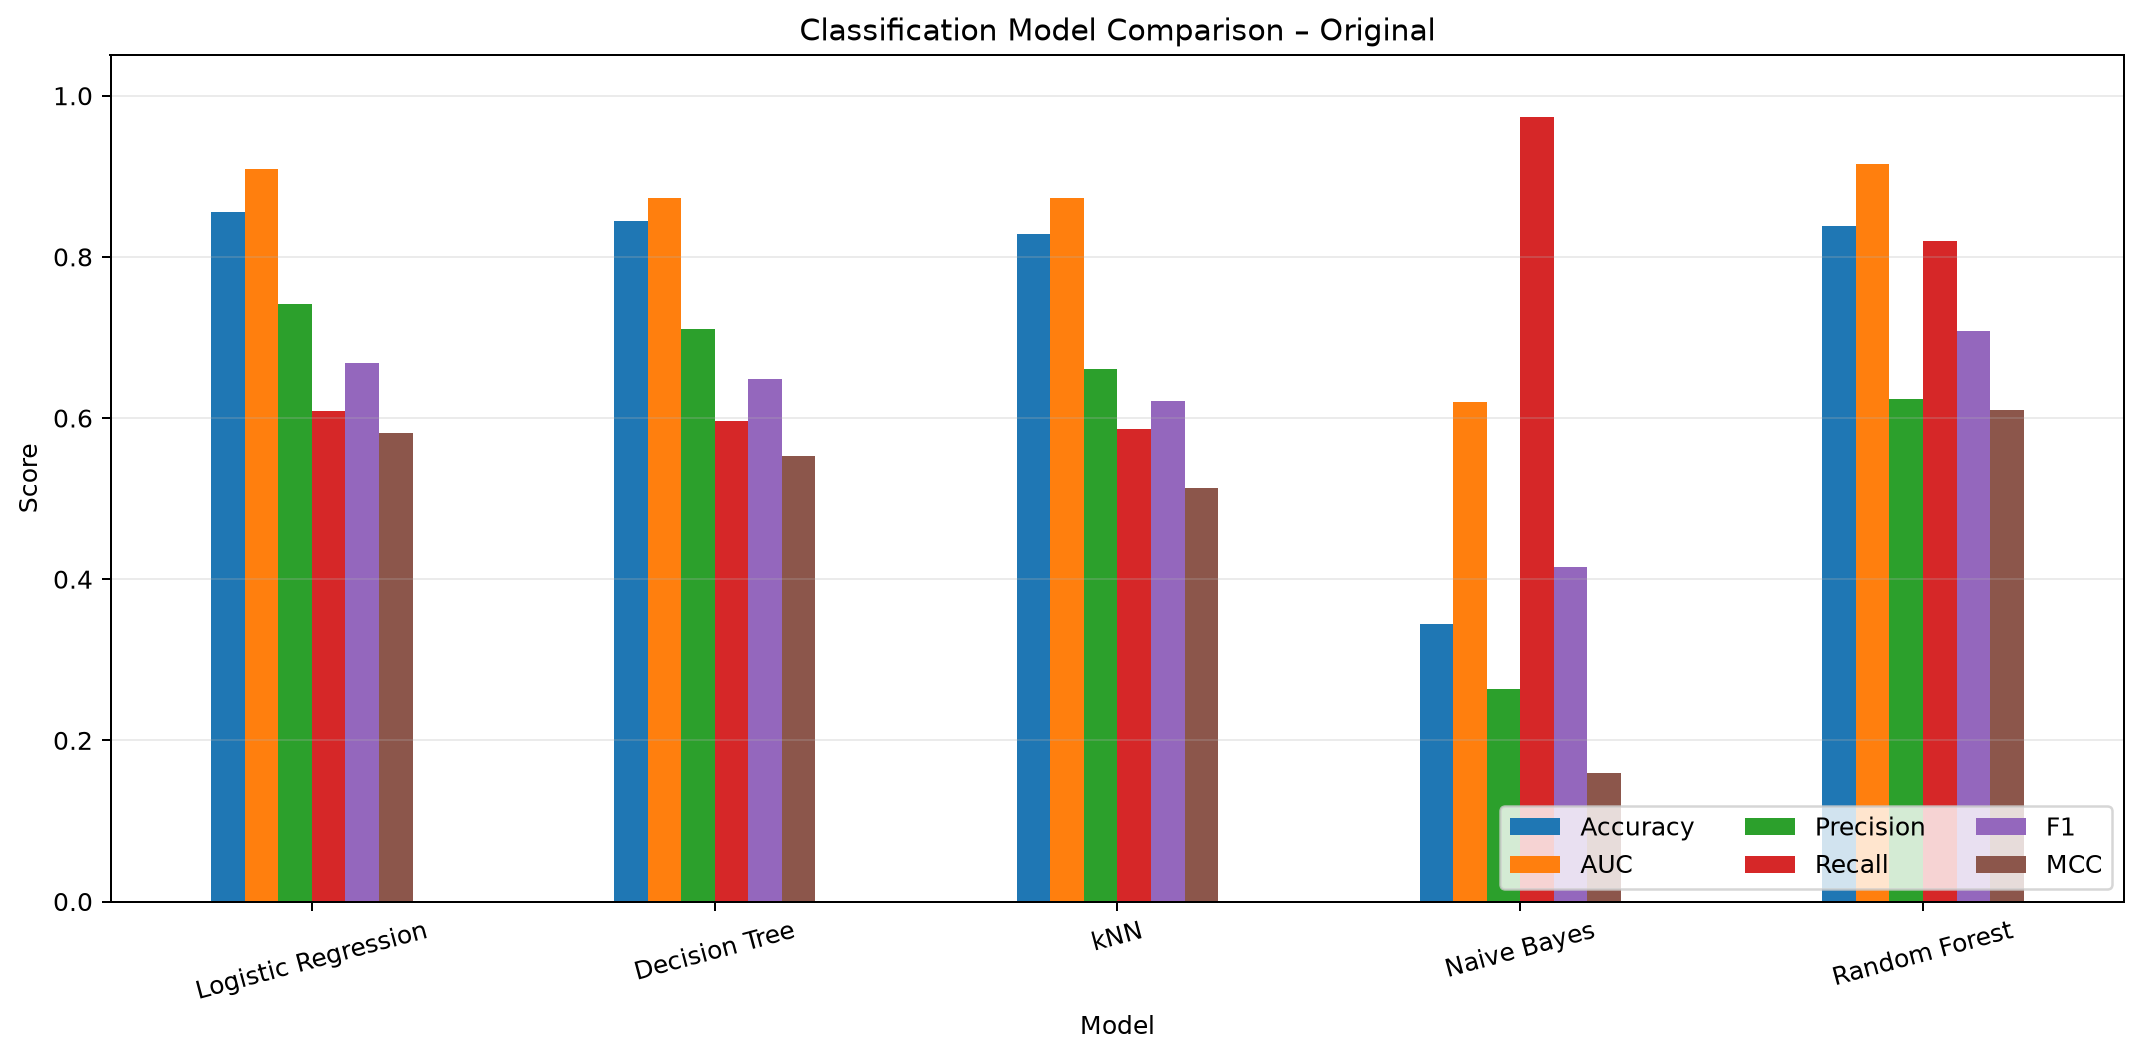 Classification Model Comparison – Original
1.0
0.8
0.6
0.4
0.2
0.0
Score
Accuracy
AUC
Precision
Recall
F1
MCC
Logistic Regression
Decision Tree
kNN
Naive Bayes
Random Forest
Model